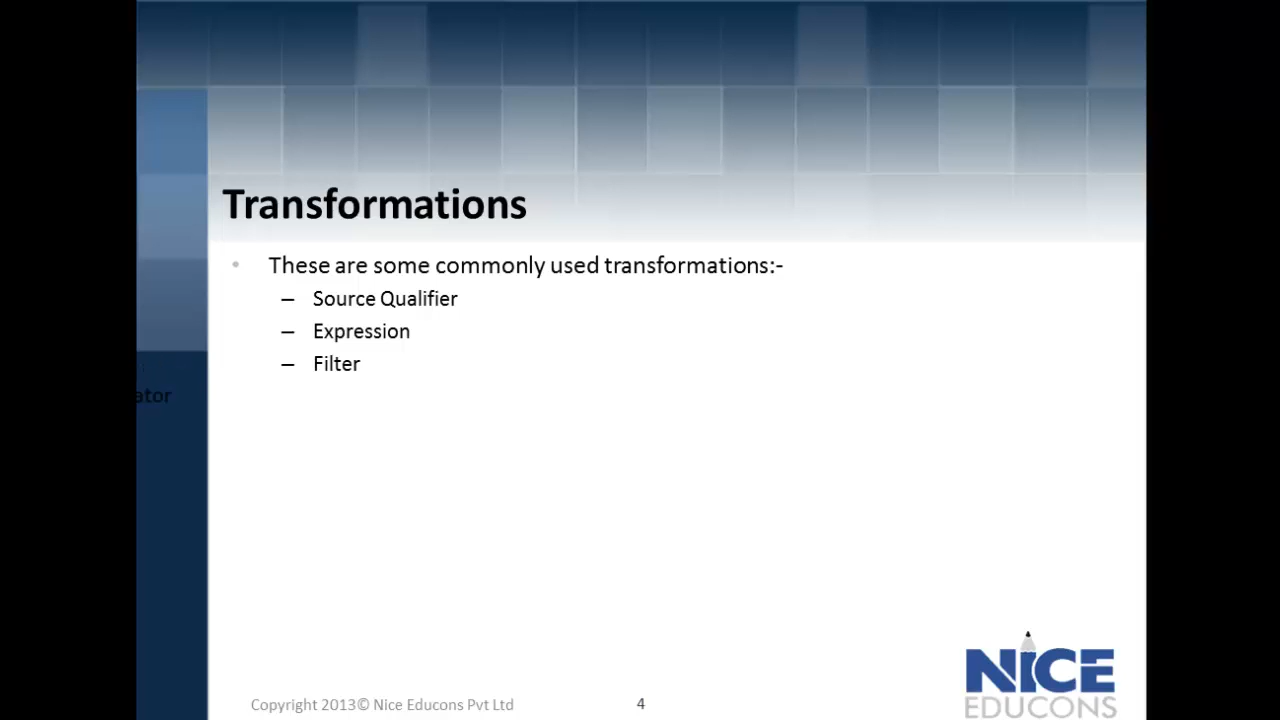 Transformations
• These are some commonly used transformations:-
– Source Qualifier
– Expression
– Filter
ator
Copyright 2013© Nice Educons Pvt Ltd
4
NICE
EDUCONS